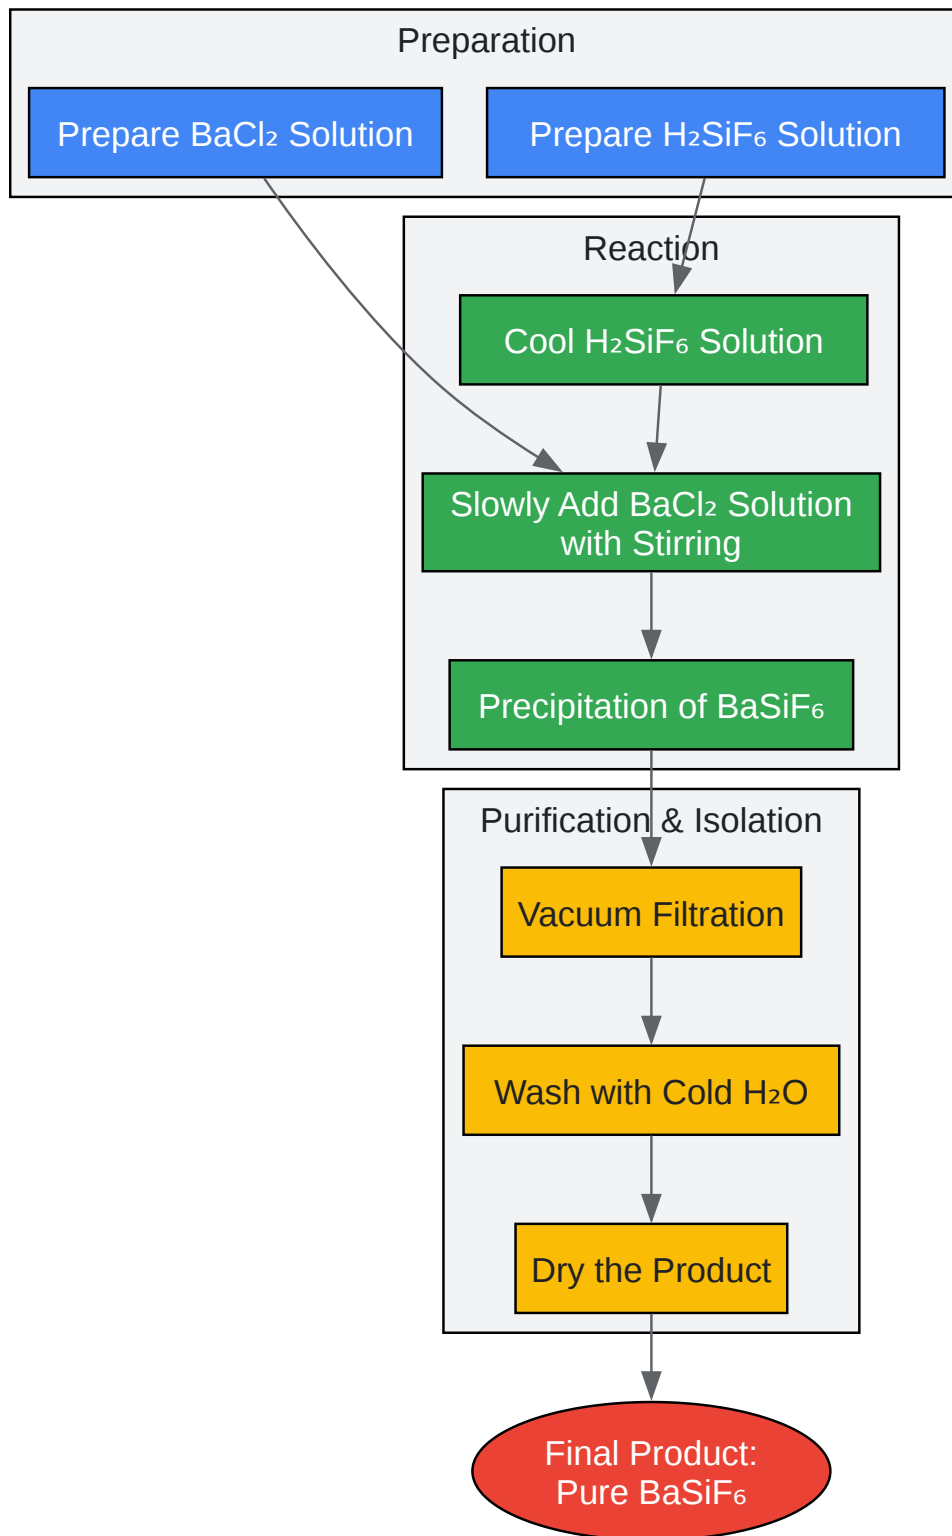 Preparation
Prepare BaCl₂ Solution
Prepare H₂SiF₆ Solution
Reaction
Cool H₂SiF₆ Solution
Slowly Add BaCl₂ Solution
with Stirring
Precipitation of BaSiF₆
Purification & Isolation
Vacuum Filtration
Wash with Cold H₂O
Dry the Product
Final Product:
Pure BaSiF₆